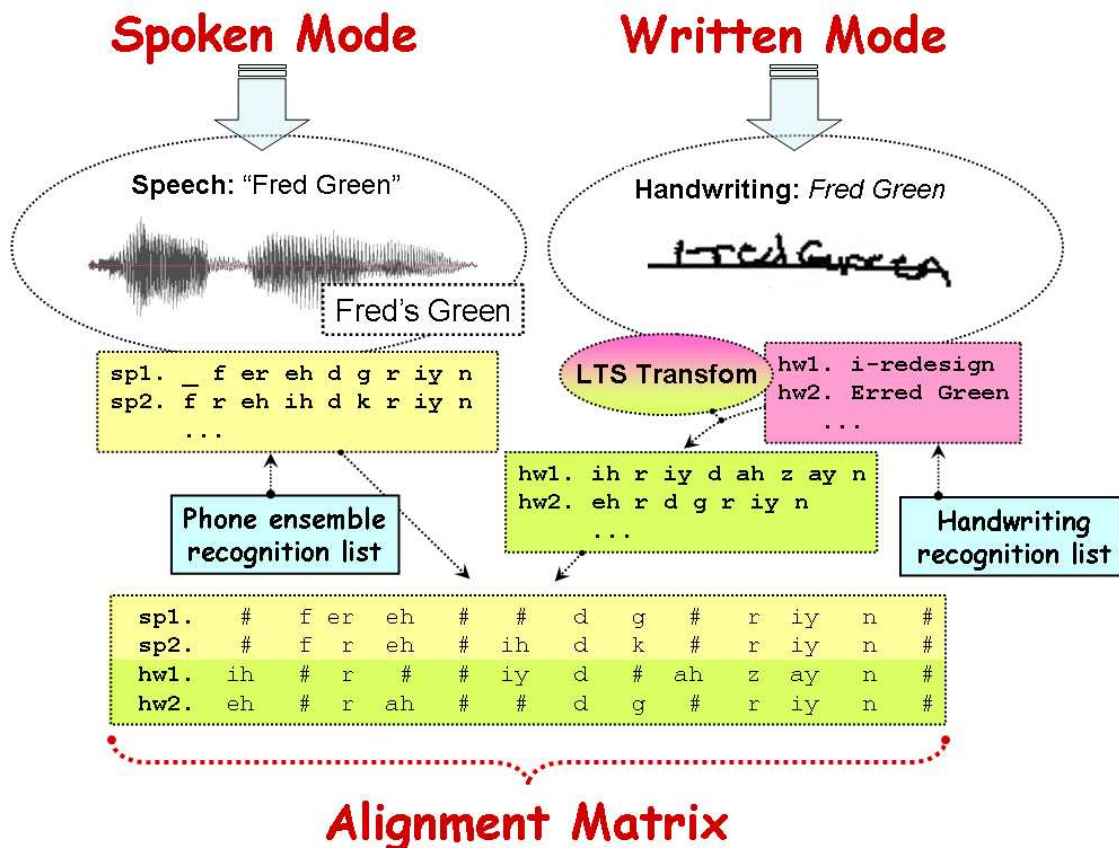 Spoken Mode
Written Mode
Speech: “Fred Green”
Handwriting: Fred Green
Fred Green
Fred's Green
sp1. _ f er eh d g r iy n
sp2. f r eh ih d k r iy n
...
LTS Transfom
hw1. i-redesign
hw2. Erred Green
...
hw1. ih r iy d ah z ay n
hw2. eh r d g r iy n
...
Phone ensemble
recognition list
Handwriting
recognition list
sp1. # f er eh # # d g # r iy n #
sp2. # f r eh # ih d k # r iy n #
hw1. ih # r # # iy d # ah z ay n #
hw2. eh # r ah # # d g # r iy n #
Alignment Matrix